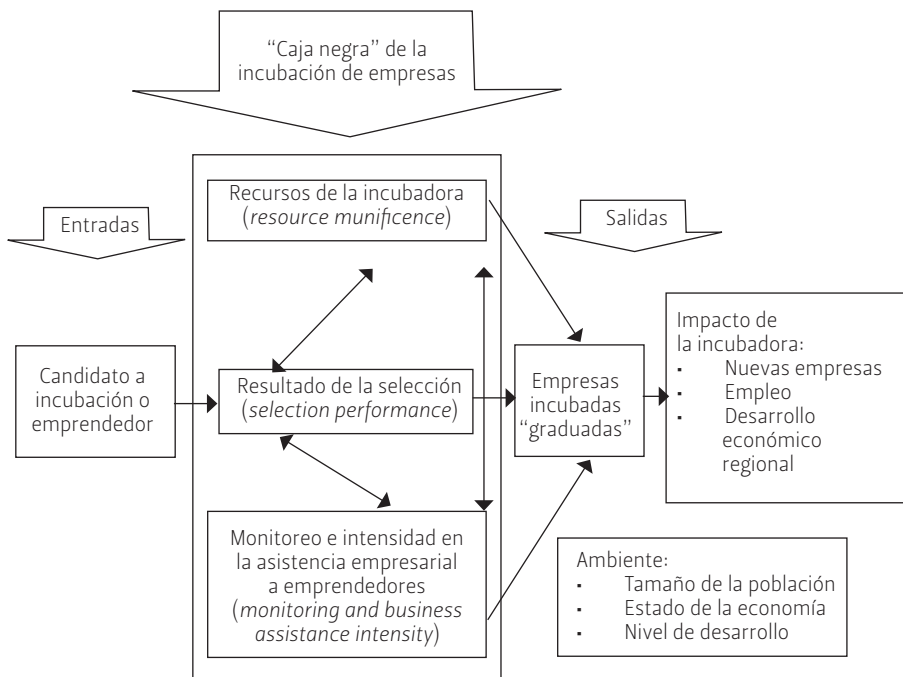 “Caja negra” de la
incubación de empresas
Entradas
Recursos de la incubadora
(resource munificence)
Salidas
Candidato a
incubación o
emprendedor
Resultado de la selección
(selection performance)
Empresas
incubadas
“graduadas”
Impacto de
la incubadora:
▪ Nuevas empresas
▪ Empleo
▪ Desarrollo
económico
regional
Monitoreo e intensidad en
la asistencia empresarial
a emprendedores
(monitoring and business
assistance intensity)
Ambiente:
▪ Tamaño de la población
▪ Estado de la economía
▪ Nivel de desarrollo